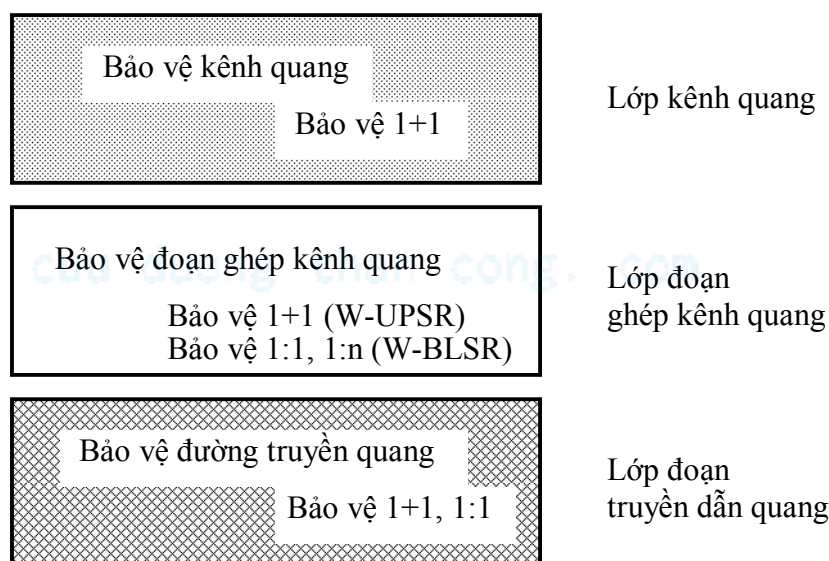 Bảo vệ kênh quang
Bảo vệ 1+1
Lớp kênh quang
Bảo vệ đoạn ghép kênh quang
Bảo vệ 1+1 (W-UPSR)
Bảo vệ 1:1, 1:n (W-BLSR)
Lớp đoạn
ghép kênh quang
Bảo vệ đường truyền quang
Bảo vệ 1+1, 1:1
Lớp đoạn
truyền dẫn quang